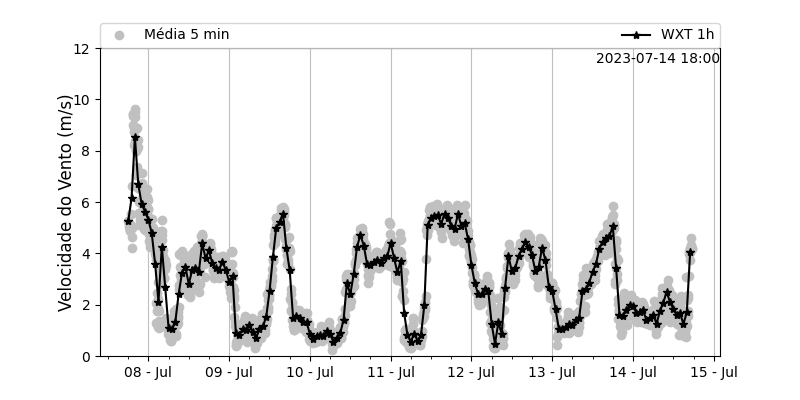 Média 5 min
WXT 1h
2023-07-14 18:00
Velocidade do Vento (m/s)
12
10
8
6
4
2
0
08 - Jul
09 - Jul
10 - Jul
11 - Jul
12 - Jul
13 - Jul
14 - Jul
15 - Jul